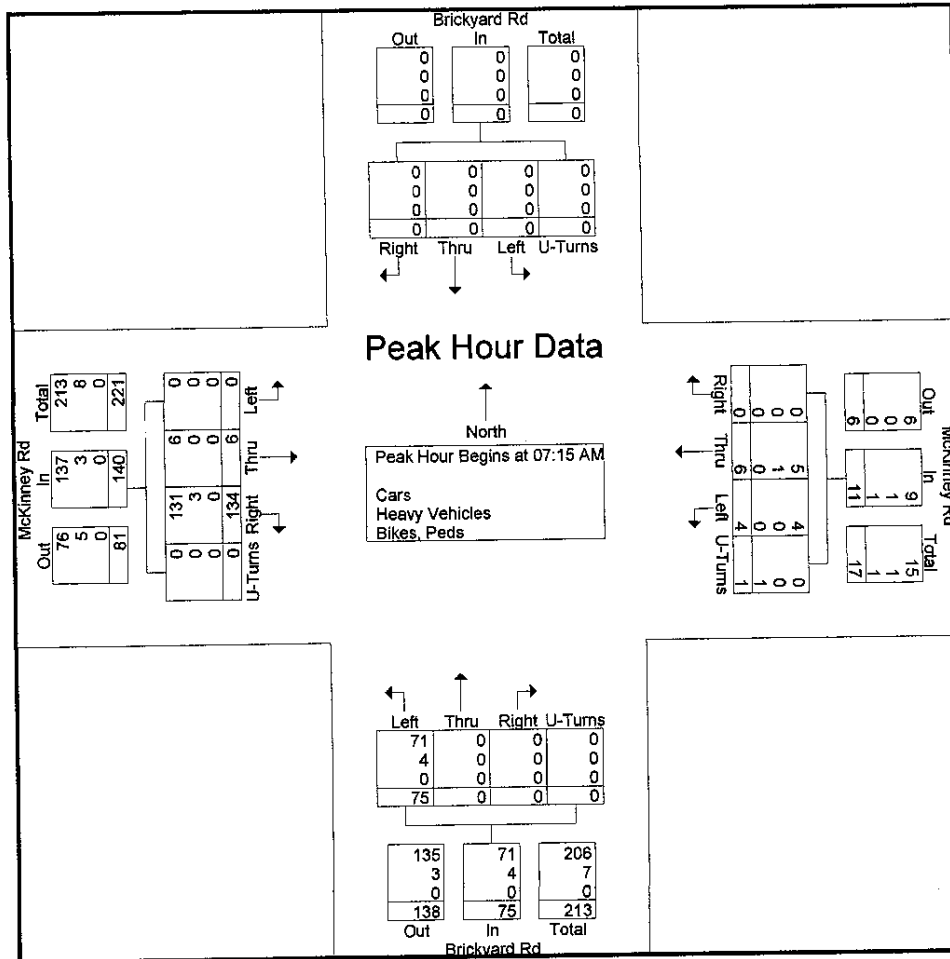 Brickyard Rd
Out In Total
0 0 0
0 0 0
0 0 0
0 0 0
0 0 0 0
0 0 0 0
0 0 0 0
0 0 0 0
Right Thru Left U-Turns
Peak Hour Data
North
Peak Hour Begins at 07:15 AM
Cars
Heavy Vehicles
Bikes, Peds
McKinney Rd
Out In Total
76 137 213
5 3 8
0 0 0
81 140 221
U-Turns Right Thru Left
0 131 6 0
0 3 0 0
0 0 0 0
0 134 6 0
McKinney Rd
Out In Total
6 9 15
0 1 1
0 1 1
6 11 17
0 5 4 0
0 1 0 0
0 0 0 1
0 6 4 1
Right Thru Left U-Turns
Left Thru Right U-Turns
71 0 0 0
4 0 0 0
0 0 0 0
75 0 0 0
135 71 206
3 4 7
0 0 0
138 75 213
Out In Total
Brickyard Rd